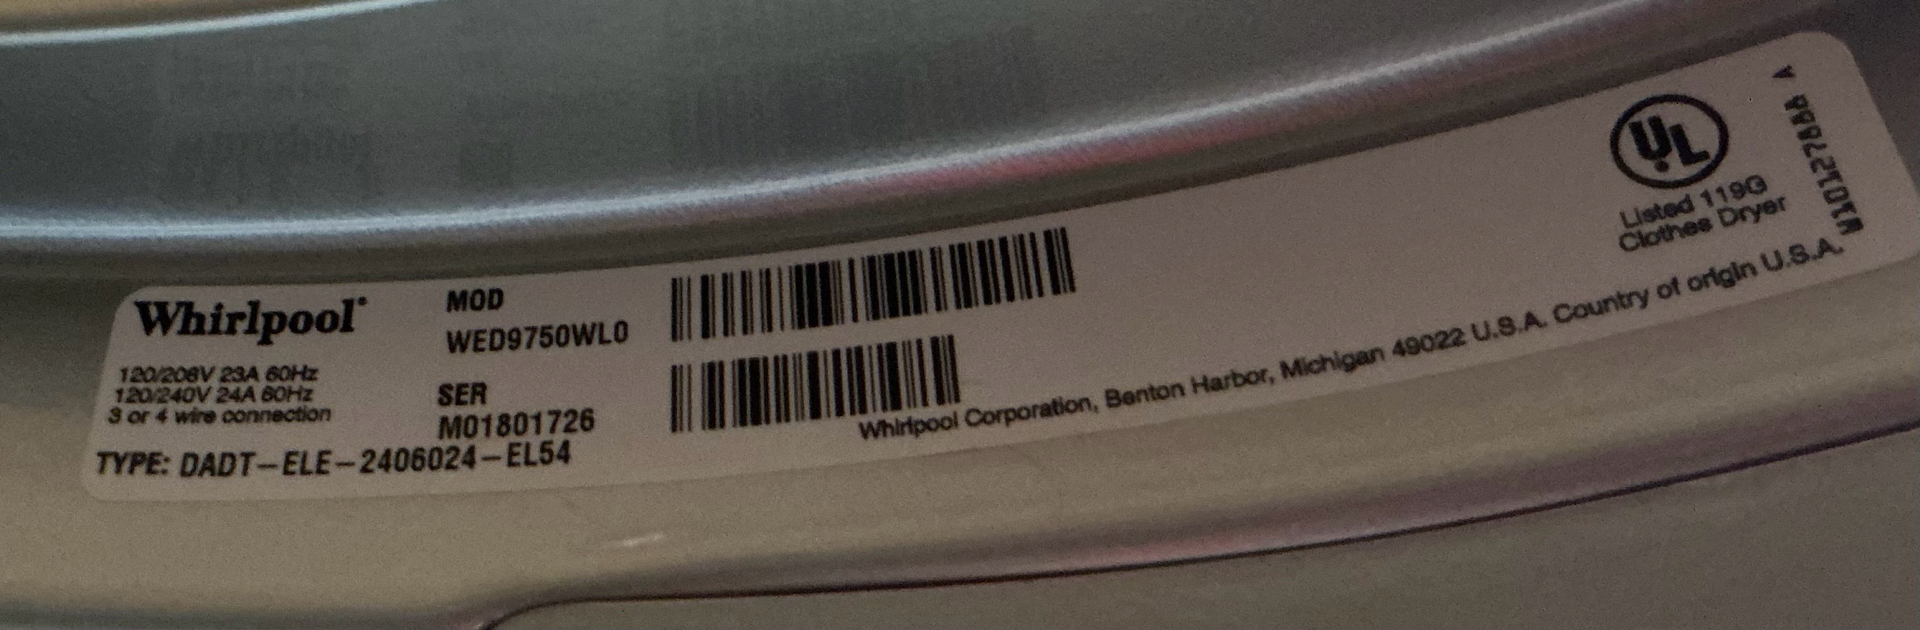 Whirlpool
120/208V 23A 60Hz
120/240V 24A 60Hz
3 or 4 wire connection
TYPE: DADT-ELE-2406024-EL54
MOD
WED9750WL0
SER
M01801726
Whirlpool Corporation, Benton Harbor, Michigan 49022 U.S.A. Country of origin U.S.A.
UL
Listed 119G
Clothes Dryer